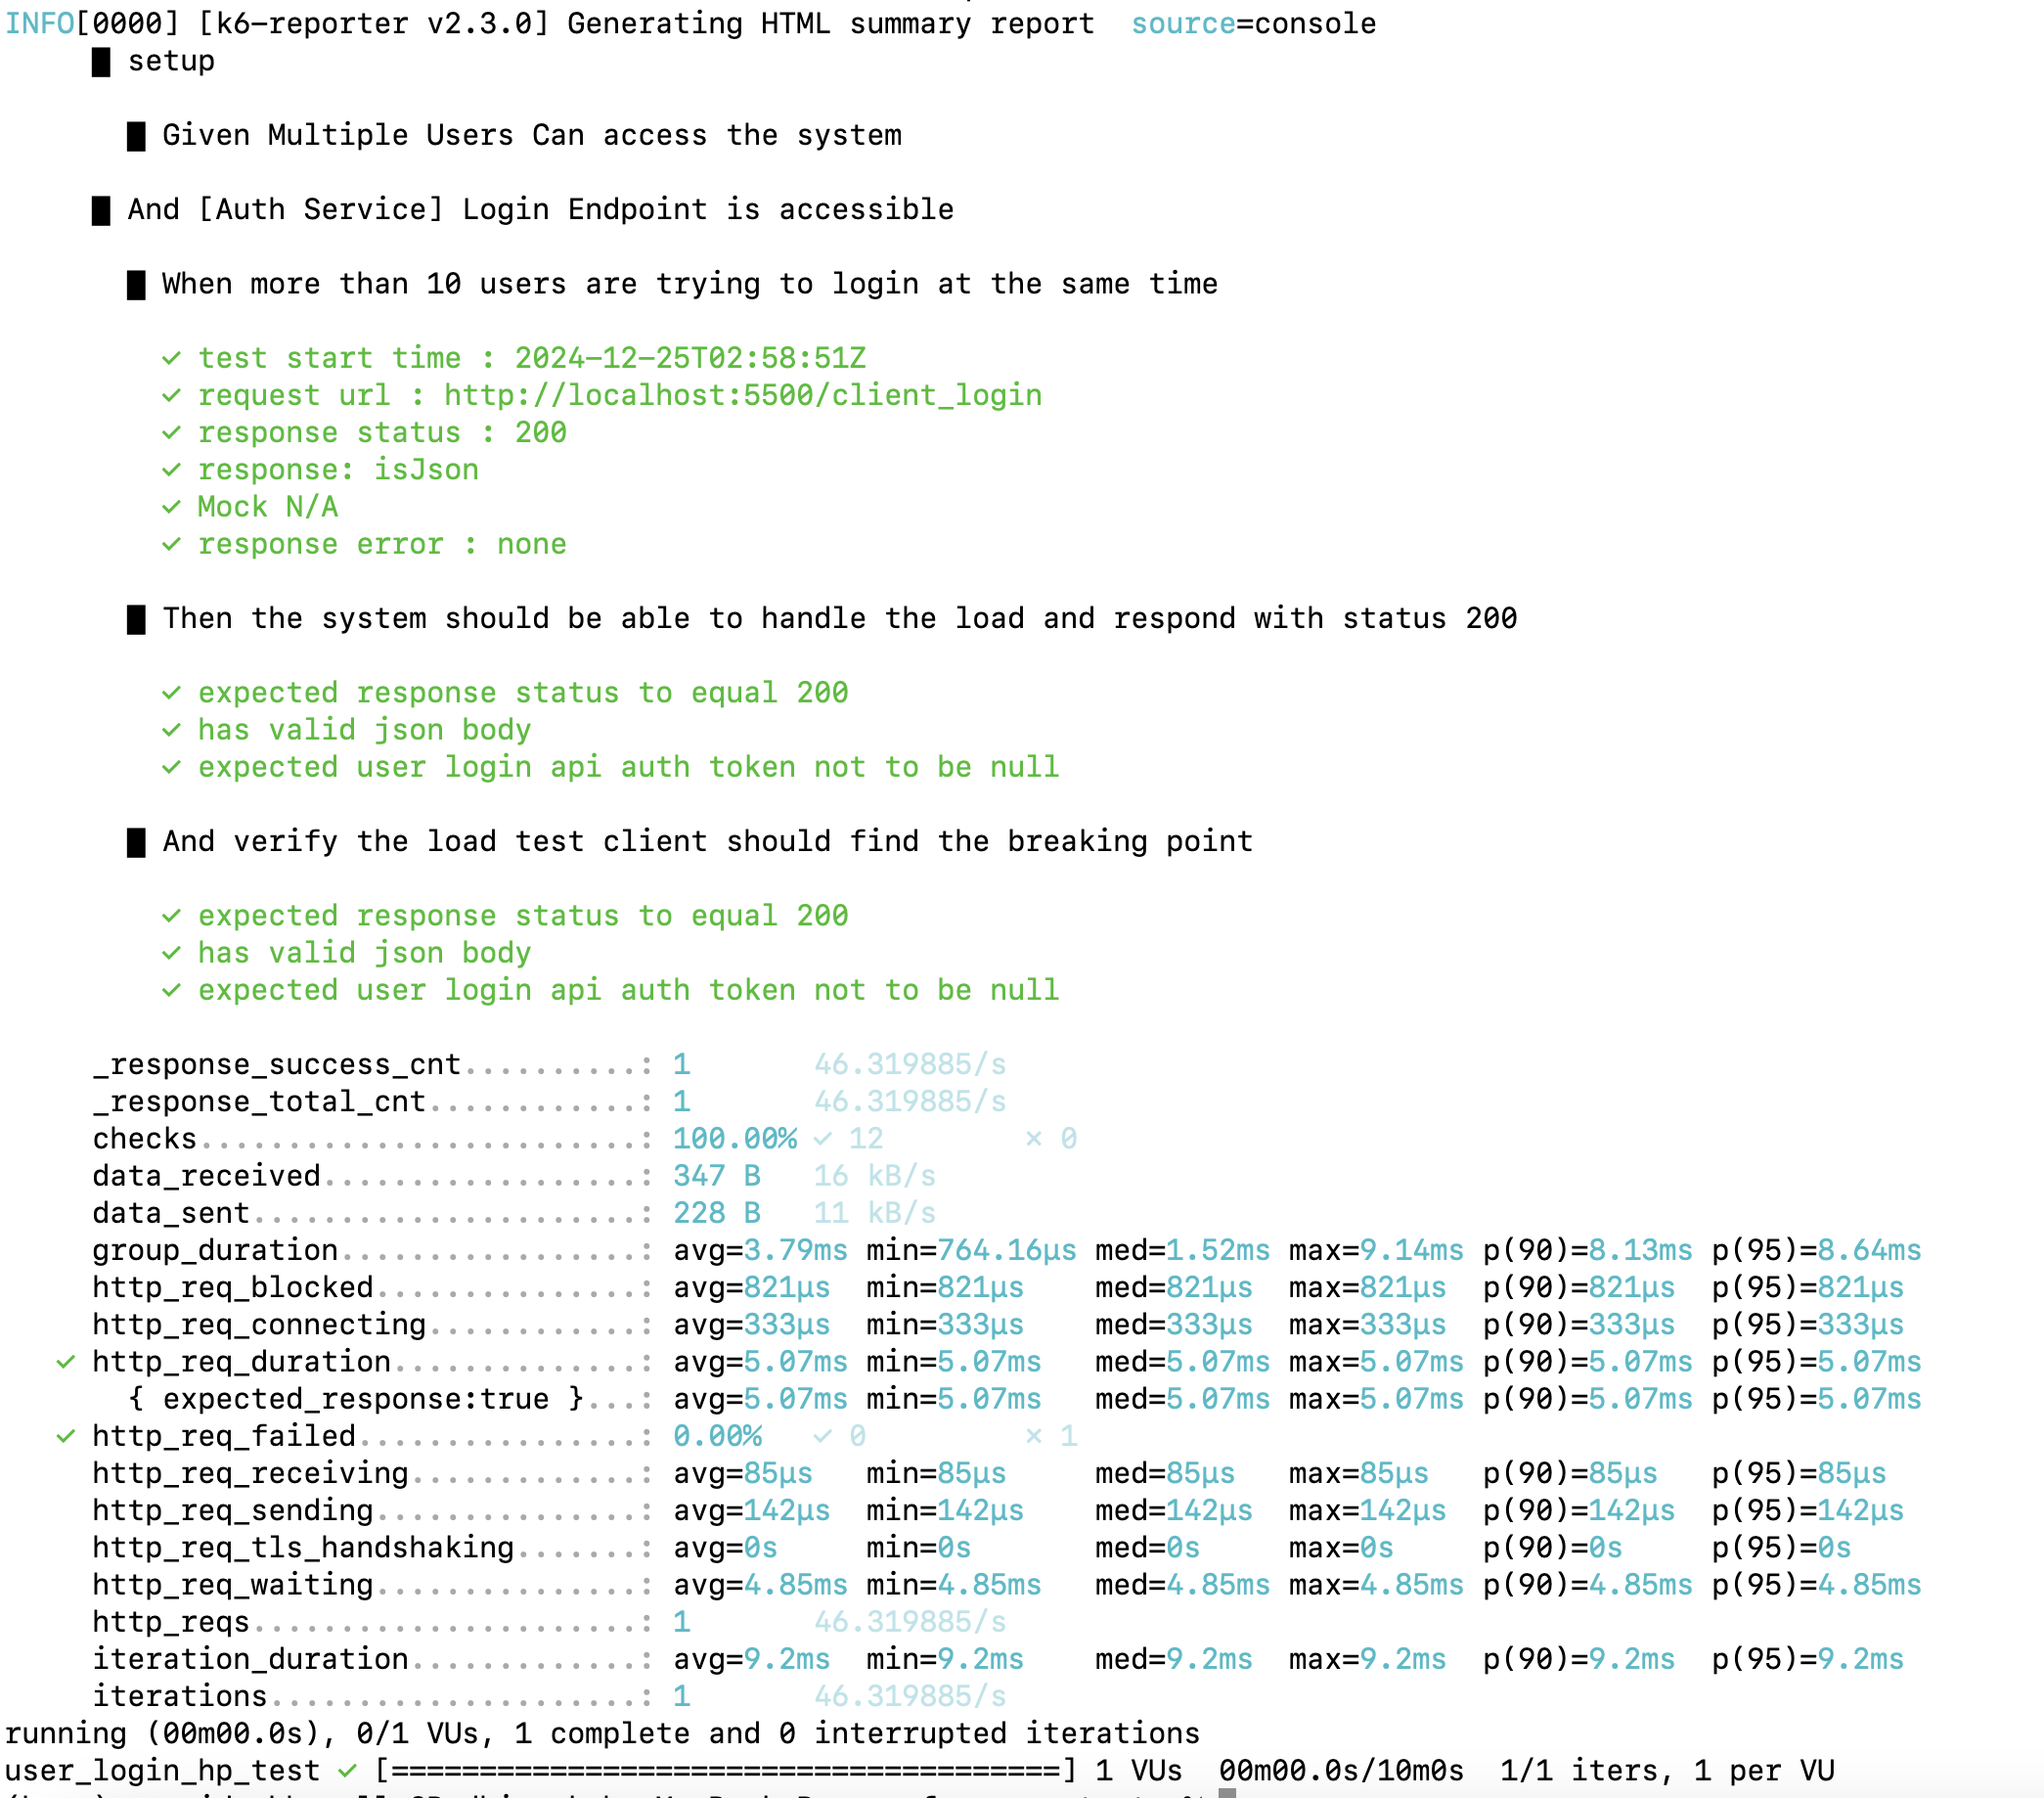 INFO[0000] [k6-reporter v2.3.0] Generating HTML summary report  source=console
█ setup
█ Given Multiple Users Can access the system
█ And [Auth Service] Login Endpoint is accessible
█ When more than 10 users are trying to login at the same time
✓ test start time : 2024-12-25T02:58:51Z
✓ request url : http://localhost:5500/client_login
✓ response status : 200
✓ response: isJson
✓ Mock N/A
✓ response error : none
█ Then the system should be able to handle the load and respond with status 200
✓ expected response status to equal 200
✓ has valid json body
✓ expected user login api auth token not to be null
█ And verify the load test client should find the breaking point
✓ expected response status to equal 200
✓ has valid json body
✓ expected user login api auth token not to be null
_response_success_cnt..........: 1       46.319885/s
_response_total_cnt............: 1       46.319885/s
checks.........................: 100.00% ✓ 12        ✗ 0
data_received..................: 347 B   16 kB/s
data_sent......................: 228 B   11 kB/s
group_duration.................: avg=3.79ms min=764.16µs med=1.52ms max=9.14ms p(90)=8.13ms p(95)=8.64ms
http_req_blocked...............: avg=821µs  min=821µs    med=821µs  max=821µs  p(90)=821µs  p(95)=821µs
http_req_connecting............: avg=333µs  min=333µs    med=333µs  max=333µs  p(90)=333µs  p(95)=333µs
✓ http_req_duration..............: avg=5.07ms min=5.07ms   med=5.07ms max=5.07ms p(90)=5.07ms p(95)=5.07ms
{ expected_response:true }...: avg=5.07ms min=5.07ms   med=5.07ms max=5.07ms p(90)=5.07ms p(95)=5.07ms
✓ http_req_failed................: 0.00%   ✓ 0         ✗ 1
http_req_receiving.............: avg=85µs   min=85µs     med=85µs   max=85µs   p(90)=85µs   p(95)=85µs
http_req_sending...............: avg=142µs  min=142µs    med=142µs  max=142µs  p(90)=142µs  p(95)=142µs
http_req_tls_handshaking.......: avg=0s     min=0s       med=0s     max=0s     p(90)=0s     p(95)=0s
http_req_waiting...............: avg=4.85ms min=4.85ms   med=4.85ms max=4.85ms p(90)=4.85ms p(95)=4.85ms
http_reqs......................: 1       46.319885/s
iteration_duration.............: avg=9.2ms  min=9.2ms    med=9.2ms  max=9.2ms  p(90)=9.2ms  p(95)=9.2ms
iterations.....................: 1       46.319885/s
running (00m00.0s), 0/1 VUs, 1 complete and 0 interrupted iterations
user_login_hp_test ✓ [======================================] 1 VUs  00m00.0s/10m0s  1/1 iters, 1 per VU